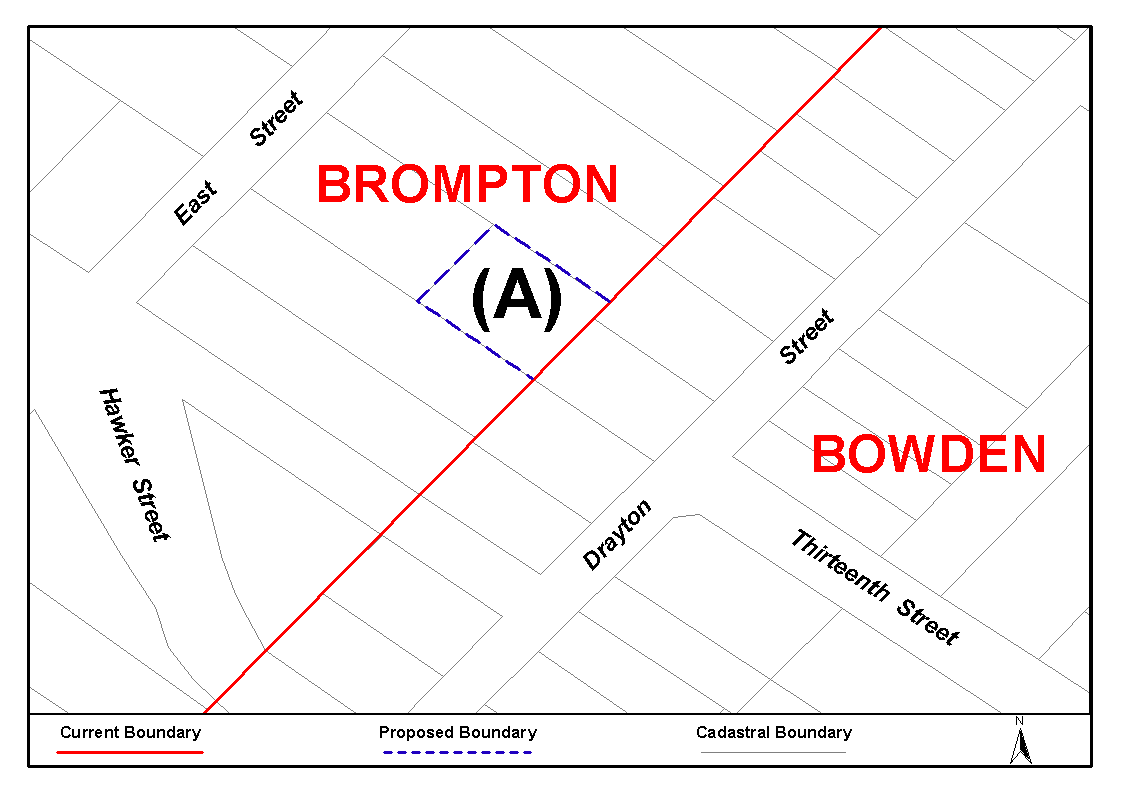 East Street
BROMPTON
(A)
Drayton Street
Hawker Street
BOWDEN
Thirteenth Street
Current Boundary
Proposed Boundary
Cadastral Boundary
N